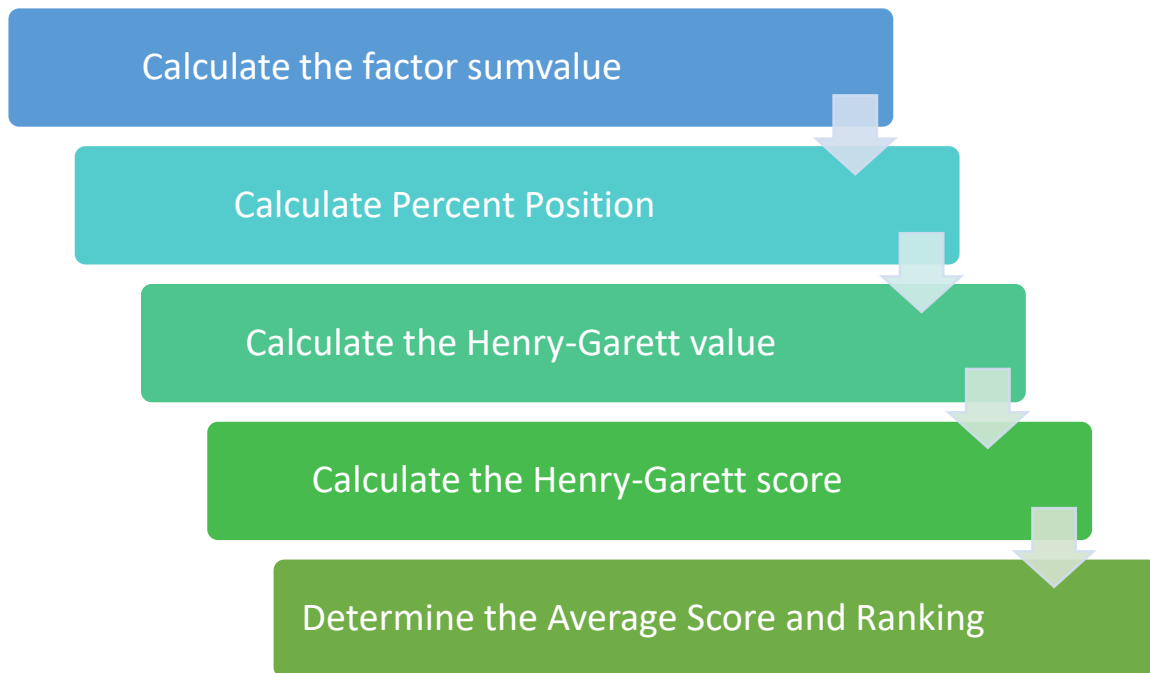 Calculate the factor sumvalue
Calculate Percent Position
Calculate the Henry-Garett value
Calculate the Henry-Garett score
Determine the Average Score and Ranking